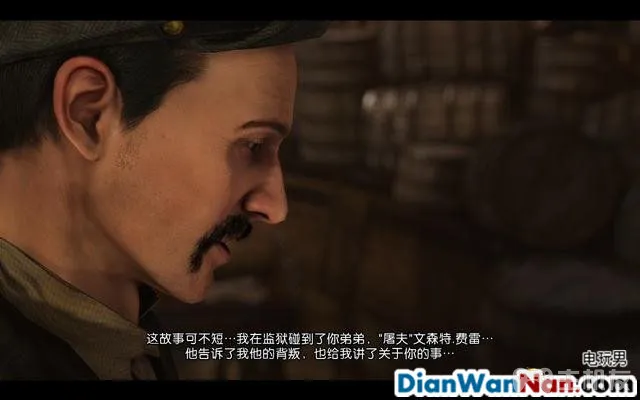 这故事可不短…我在监狱碰到了你弟弟，"屠夫"文森特.费雷…
他告诉了我他的背叛，也给我讲了关于你的事…
电玩男
DianWanNan.com